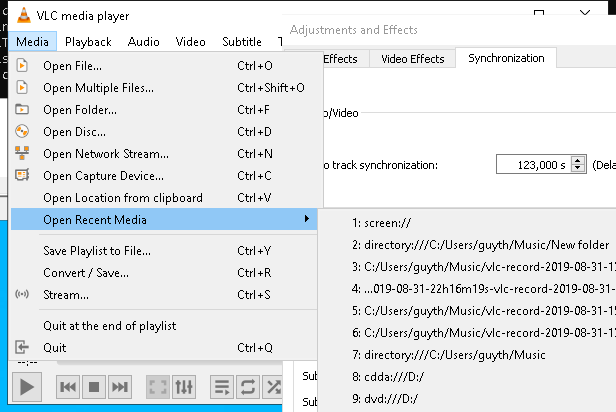 VLC media player
Adjustments and Effects
Media Playback Audio Video Subtitle T
Effects Video Effects Synchronization
Open File... Ctrl+O
Open Multiple Files... Ctrl+Shift+O
Open Folder... Ctrl+F
o/Video
Open Disc... Ctrl+D
Open Network Stream... Ctrl+N
o track synchronization: 123,000 s (Dela
Open Capture Device... Ctrl+C
Open Location from clipboard Ctrl+V
Open Recent Media
1: screen://
2: directory:///C:/Users/guyth/Music/New folder
3: C:/Users/guyth/Music/vlc-record-2019-08-31-1
4: ...019-08-31-22h16m19s-vlc-record-2019-08-31
5: C:/Users/guyth/Music/vlc-record-2019-08-31-15
6: C:/Users/guyth/Music/vlc-record-2019-08-31-1
7: directory:///C:/Users/guyth/Music
8: cdda:///D:/
9: dvd:///D:/
Save Playlist to File... Ctrl+Y
Convert / Save... Ctrl+R
Stream... Ctrl+S
Quit at the end of playlist
Quit Ctrl+Q
Sub
Sub